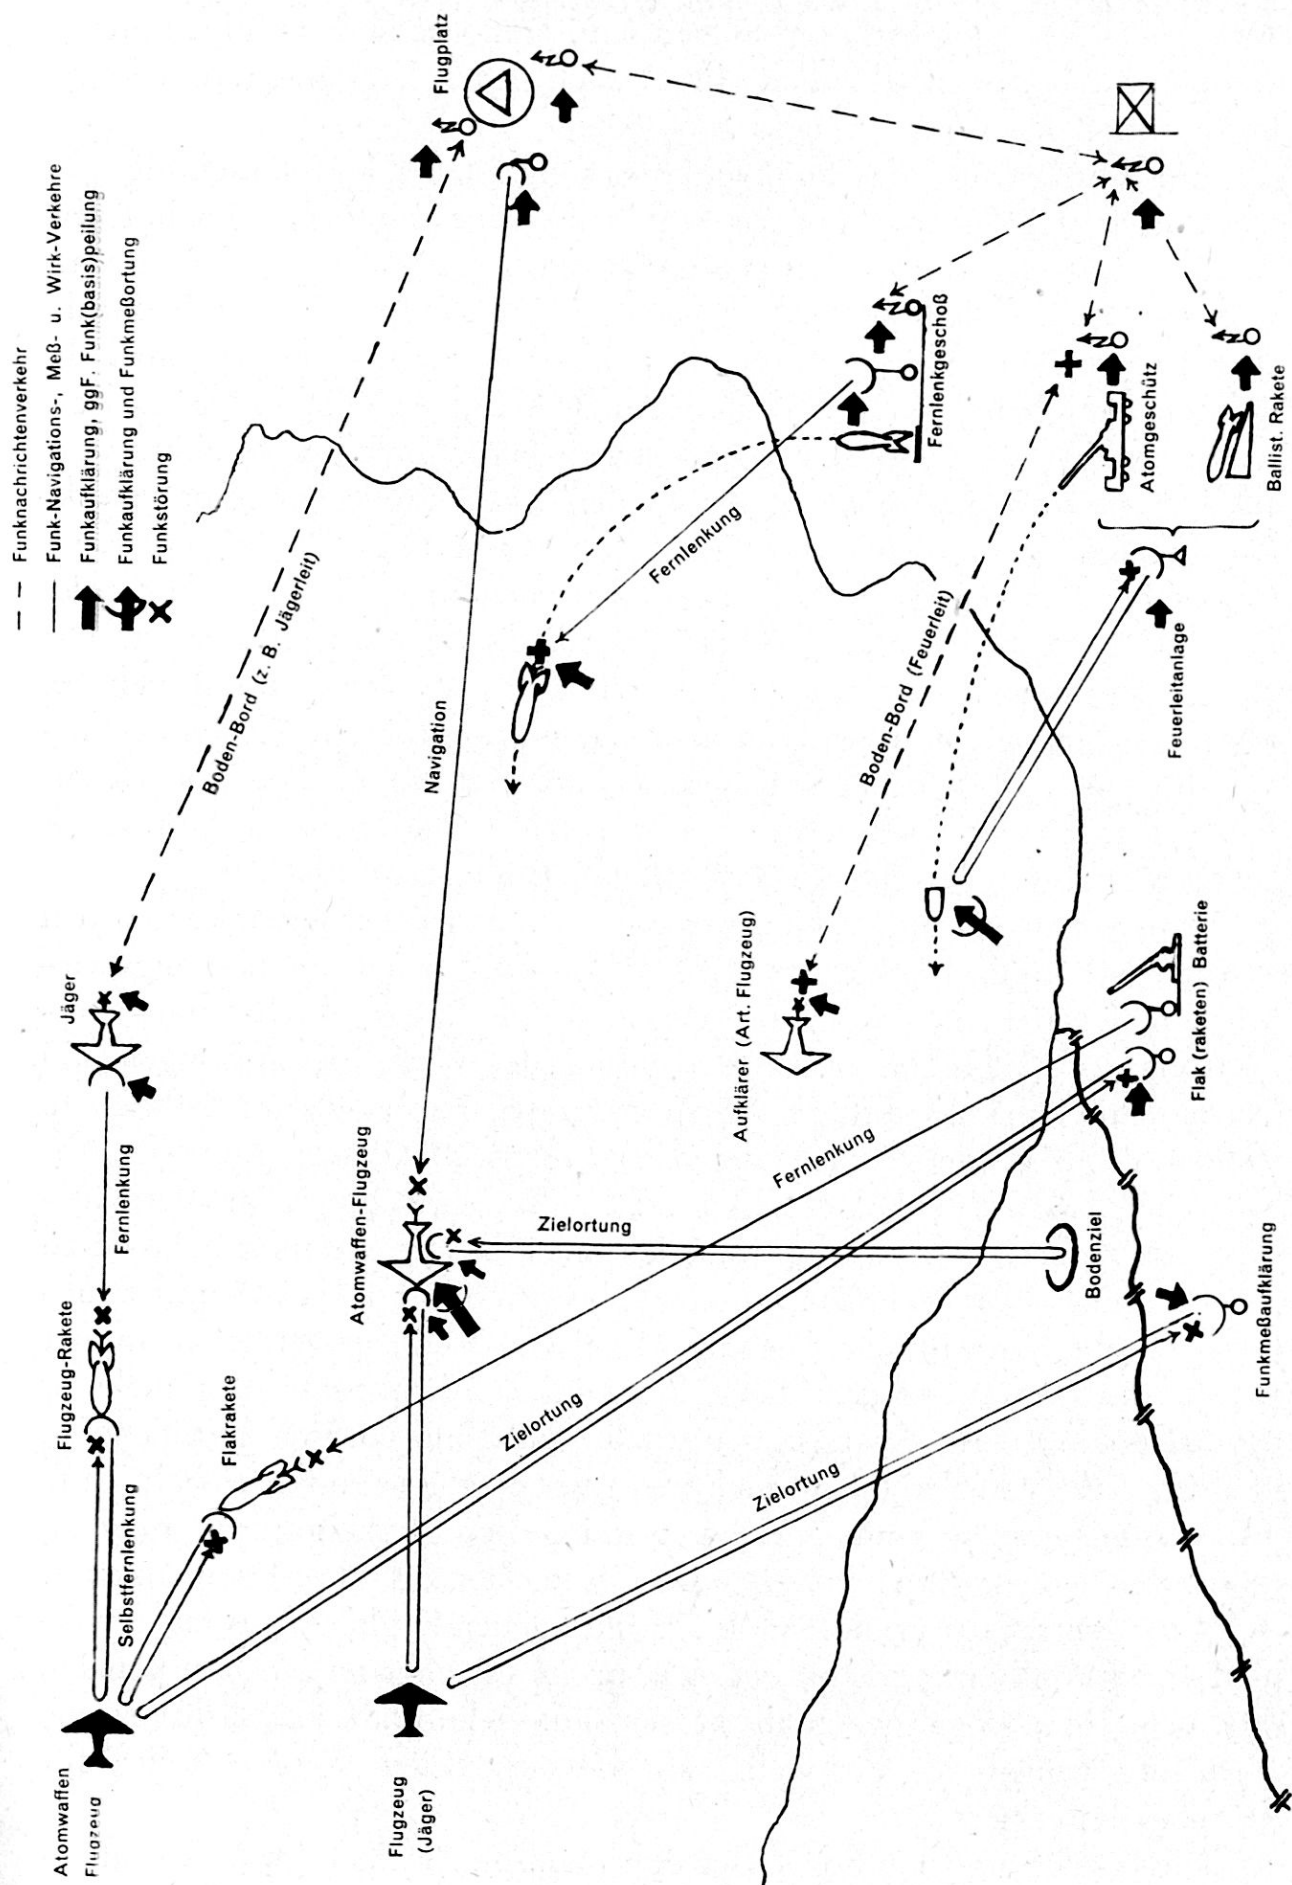 Funknachrichtenverkehr
Funk-Navigations-, Meß- u. Wirk-Verkehre
Funkaufklärung, ggF. Funk(basis)peilung
Funkaufklärung und Funkmeßortung
Funkstörung
Atomwaffen
Flugzeug
Selbstfernlenkung
Flugzeug-Rakete
Fernlenkung
Jäger
Boden-Bord (z. B. Jägerleit)
Flugplatz
Flakrakete
Flugzeug
(Jäger)
Atomwaffen-Flugzeug
Navigation
Zielortung
Zielortung
Zielortung
Fernlenkung
Fernlenkung
Fernlenkgeschoß
Aufklärer (Art. Flugzeug)
Boden-Bord (Feuerleit)
Bodenziel
Funkmeßaufklärung
Flak (raketen) Batterie
Feuerleitanlage
Atomgeschütz
Ballist. Rakete